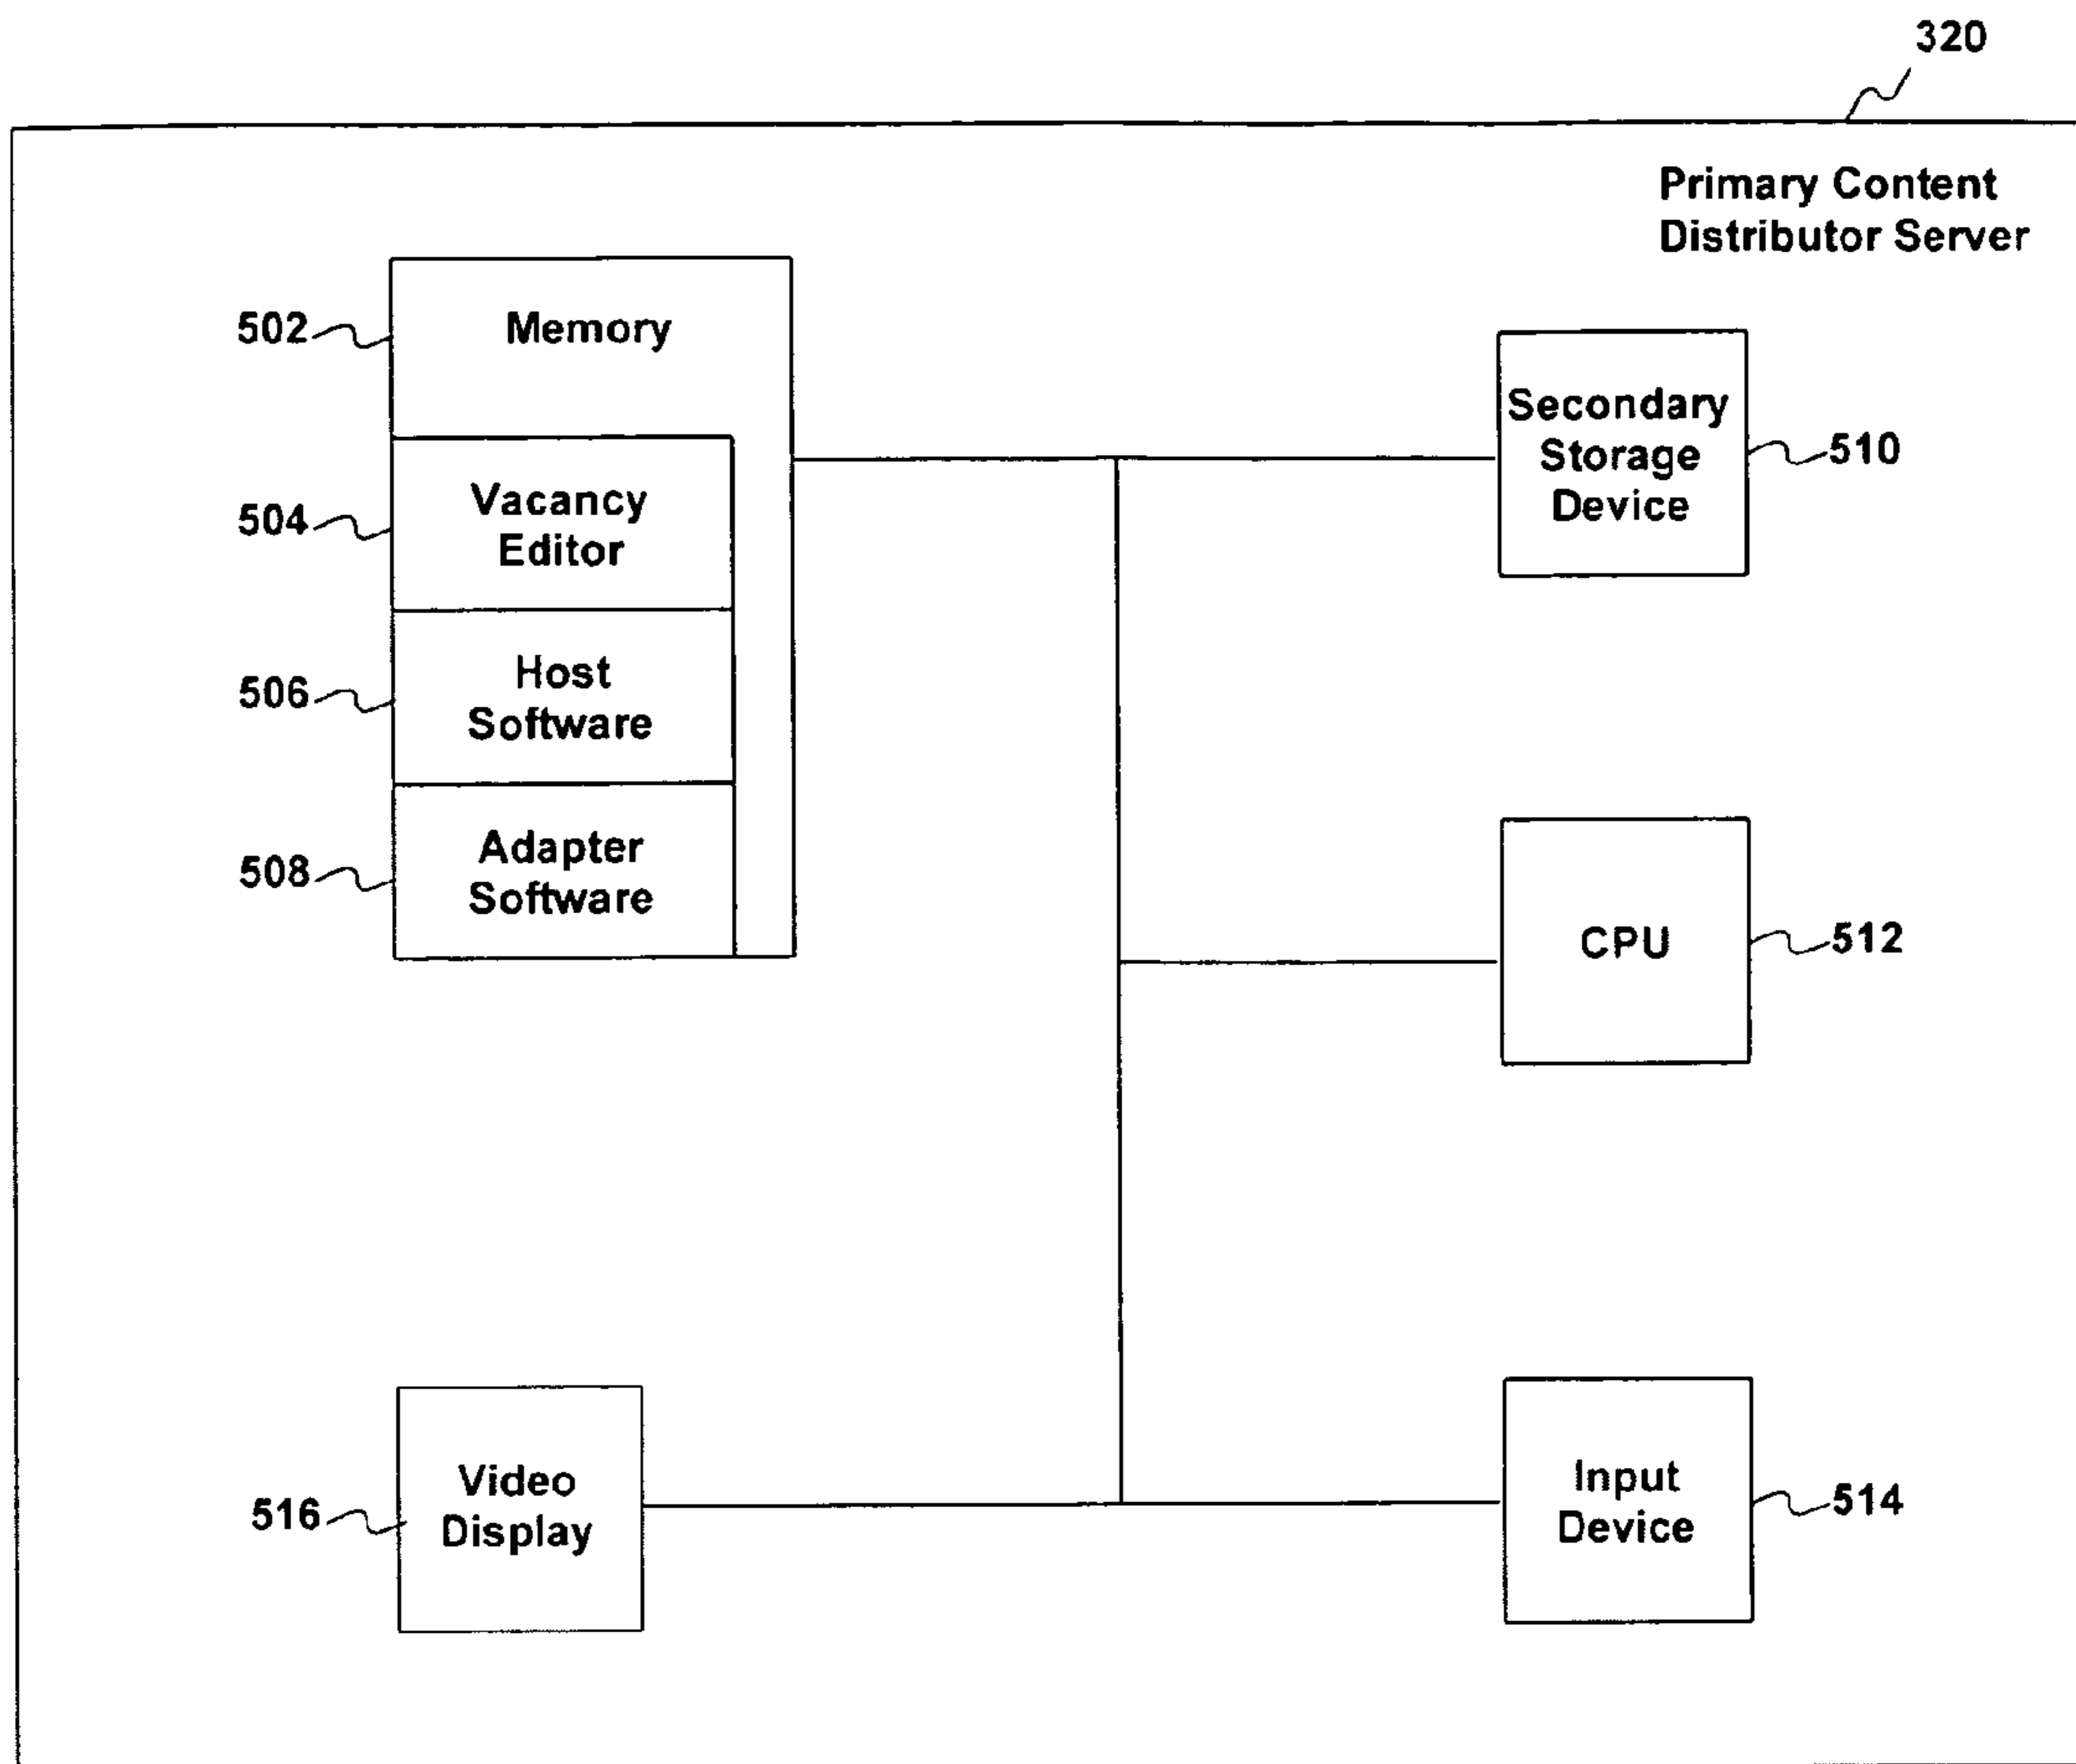 320
Primary Content
Distributor Server
502
Memory
Secondary
Storage
Device
510
504
Vacancy
Editor
506
Host
Software
508
Adapter
Software
CPU
512
516
Video
Display
Input
Device
514